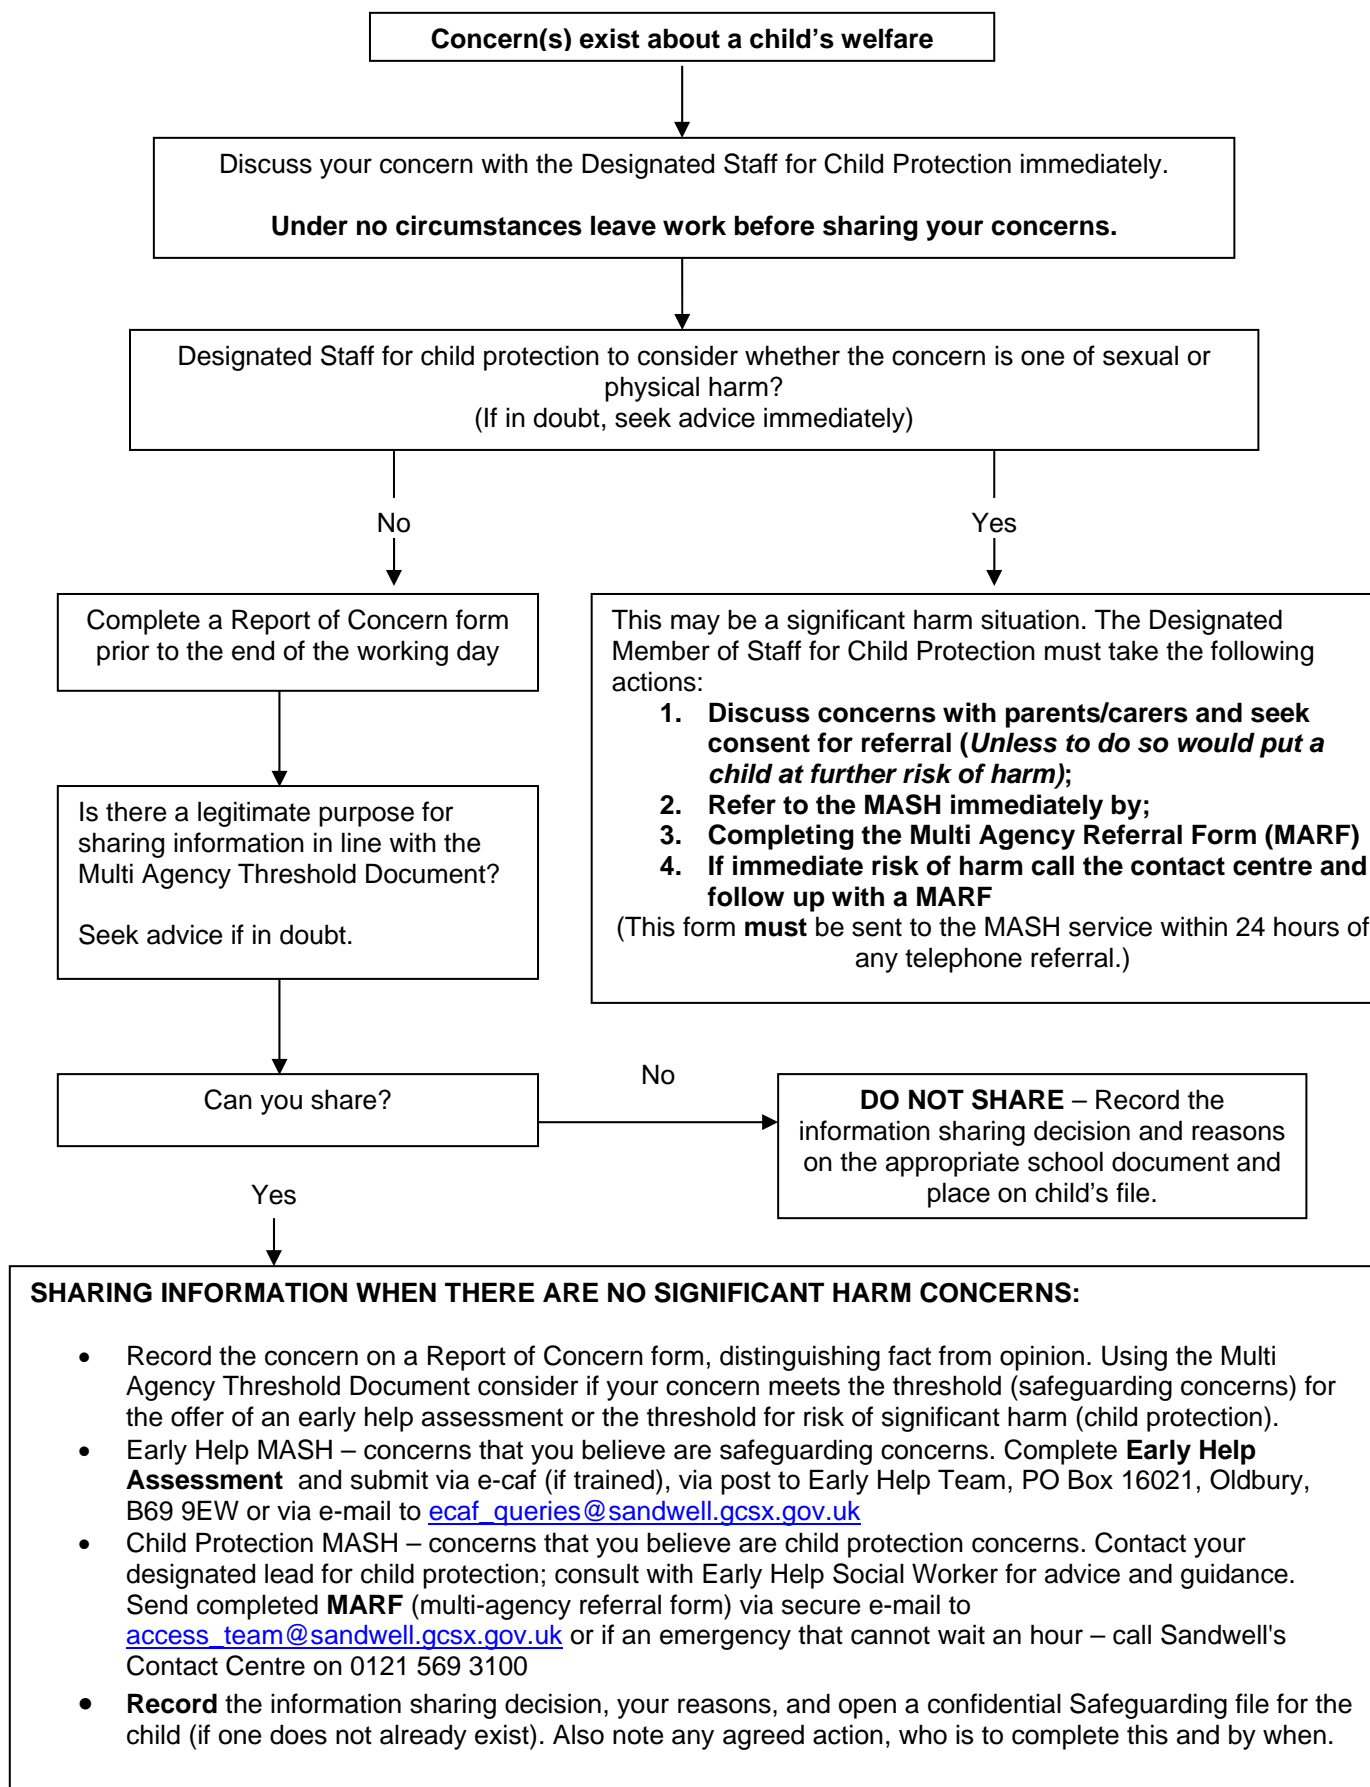 Concern(s) exist about a child's welfare
Discuss your concern with the Designated Staff for Child Protection immediately.
Under no circumstances leave work before sharing your concerns.
Designated Staff for child protection to consider whether the concern is one of sexual or
physical harm?
(If in doubt, seek advice immediately)
No
Yes
Complete a Report of Concern form
prior to the end of the working day
This may be a significant harm situation. The Designated
Member of Staff for Child Protection must take the following
actions:
1. Discuss concerns with parents/carers and seek
consent for referral (Unless to do so would put a
child at further risk of harm);
2. Refer to the MASH immediately by;
3. Completing the Multi Agency Referral Form (MARF)
4. If immediate risk of harm call the contact centre and
follow up with a MARF
(This form must be sent to the MASH service within 24 hours of
any telephone referral.)
Is there a legitimate purpose for
sharing information in line with the
Multi Agency Threshold Document?
Seek advice if in doubt.
Can you share?
No
DO NOT SHARE – Record the
information sharing decision and reasons
on the appropriate school document and
place on child's file.
Yes
SHARING INFORMATION WHEN THERE ARE NO SIGNIFICANT HARM CONCERNS:
• Record the concern on a Report of Concern form, distinguishing fact from opinion. Using the Multi
Agency Threshold Document consider if your concern meets the threshold (safeguarding concerns) for
the offer of an early help assessment or the threshold for risk of significant harm (child protection).
• Early Help MASH – concerns that you believe are safeguarding concerns. Complete Early Help
Assessment and submit via e-caf (if trained), via post to Early Help Team, PO Box 16021, Oldbury,
B69 9EW or via e-mail to ecaf_queries@sandwell.gcsx.gov.uk
• Child Protection MASH – concerns that you believe are child protection concerns. Contact your
designated lead for child protection; consult with Early Help Social Worker for advice and guidance.
Send completed MARF (multi-agency referral form) via secure e-mail to
access_team@sandwell.gcsx.gov.uk or if an emergency that cannot wait an hour – call Sandwell's
Contact Centre on 0121 569 3100
• Record the information sharing decision, your reasons, and open a confidential Safeguarding file for the
child (if one does not already exist). Also note any agreed action, who is to complete this and by when.